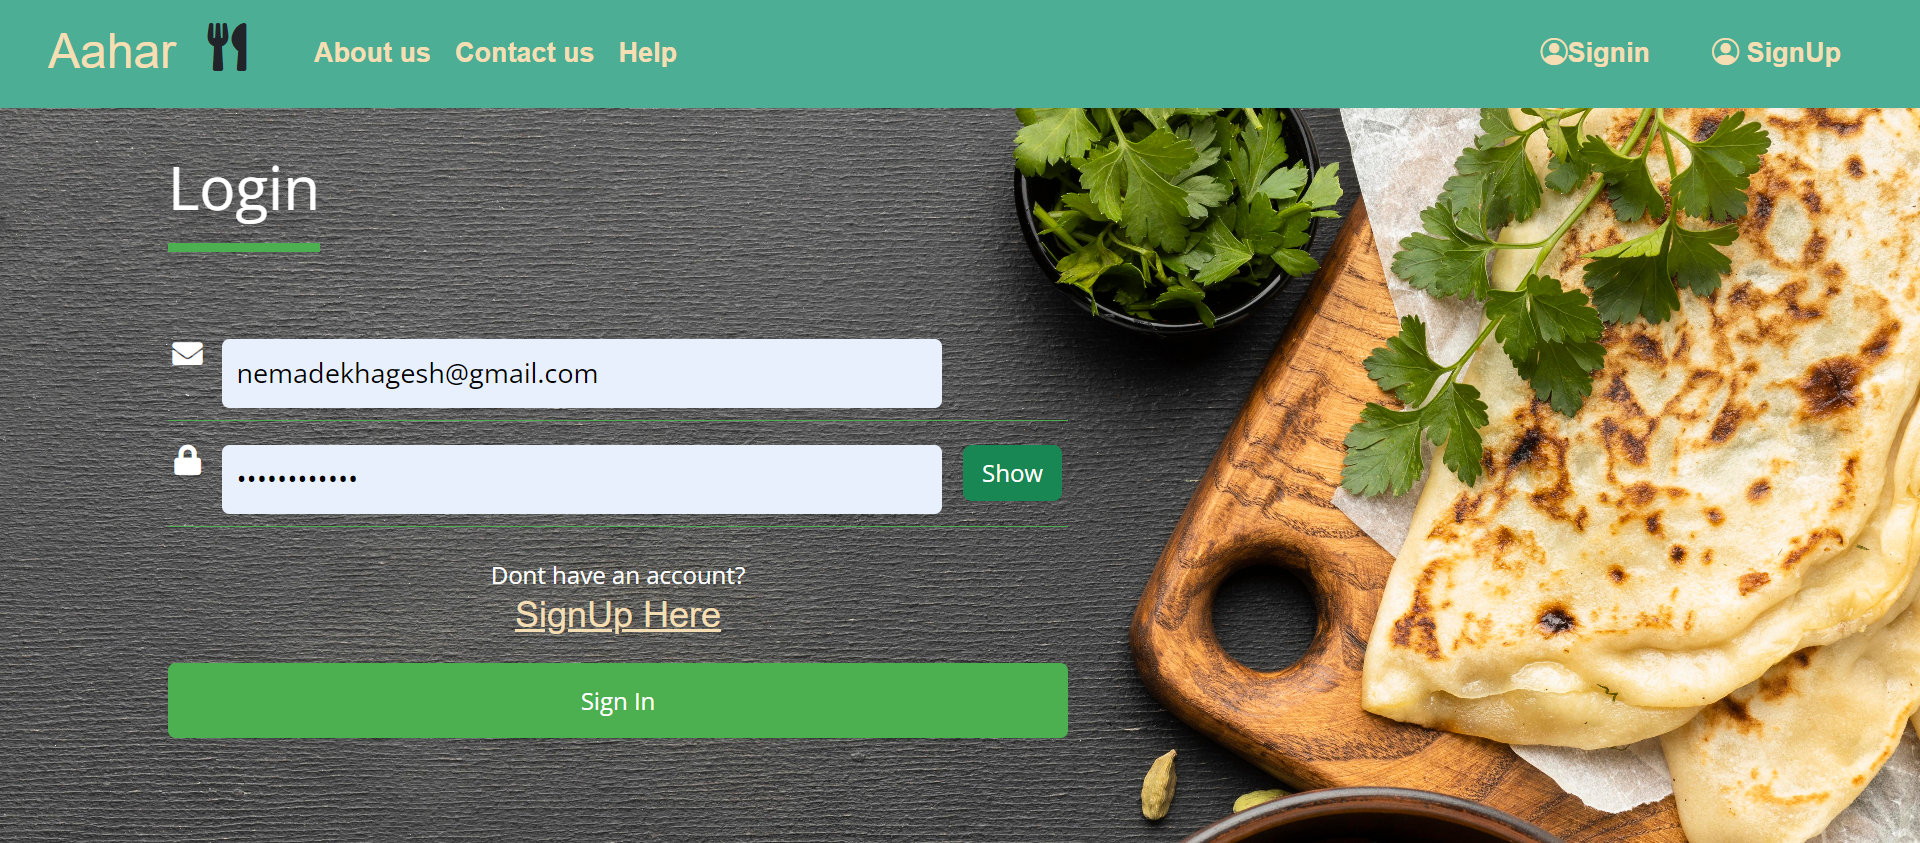 Aahar About us Contact us Help Signin SignUp
Login
nemadekhagesh@gmail.com
•••••••••••• Show
Dont have an account?
SignUp Here
Sign In